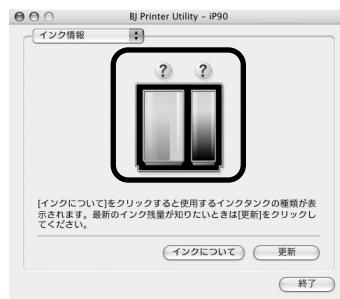 BJ Printer Utility – iP90
インク情報
? ?
[インクについて]をクリックすると使用するインクタンクの種類が表
示されます。最新のインク残量が知りたいときは[更新]をクリックし
てください。
インクについて 更新
終了